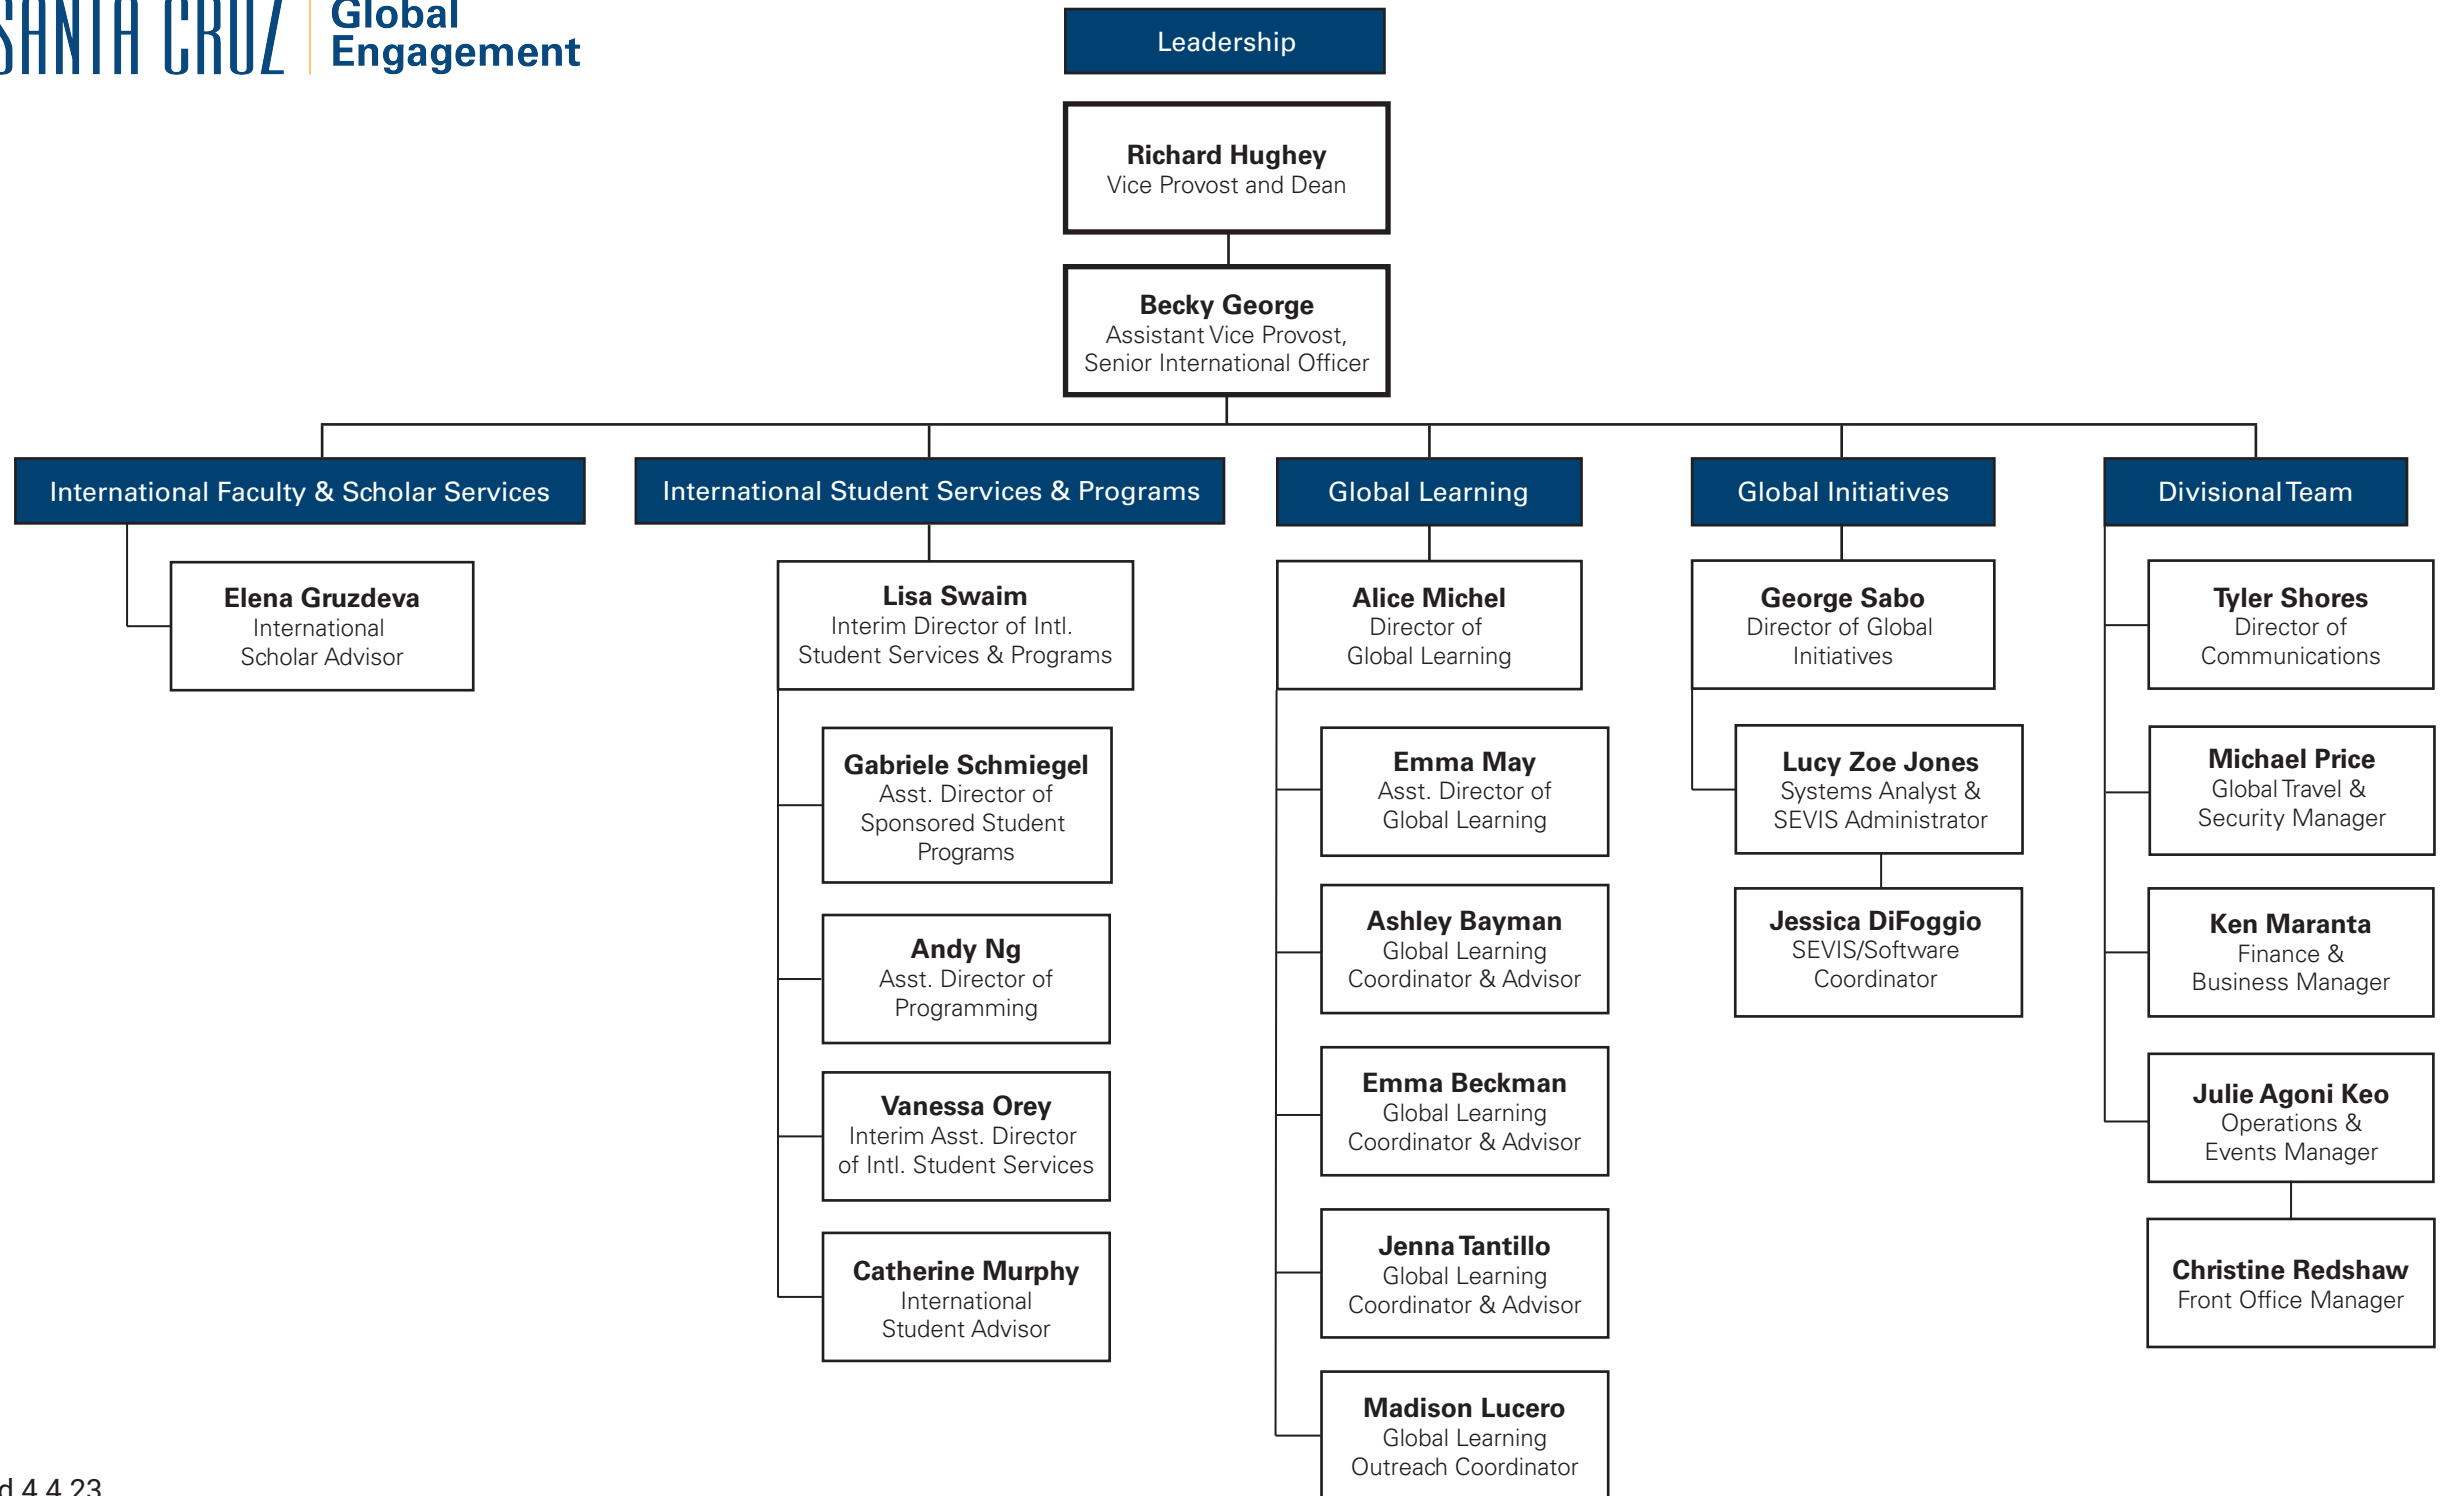 SANTA CRUZ
Global
Engagement
Leadership
Richard Hughey
Vice Provost and Dean
Becky George
Assistant Vice Provost,
Senior International Officer
International Faculty & Scholar Services
Elena Gruzdeva
International
Scholar Advisor
International Student Services & Programs
Lisa Swaim
Interim Director of Intl.
Student Services & Programs
Gabriele Schmiegel
Asst. Director of
Sponsored Student
Programs
Andy Ng
Asst. Director of
Programming
Vanessa Orey
Interim Asst. Director
of Intl. Student Services
Catherine Murphy
International
Student Advisor
Global Learning
Alice Michel
Director of
Global Learning
Emma May
Asst. Director of
Global Learning
Ashley Bayman
Global Learning
Coordinator & Advisor
Emma Beckman
Global Learning
Coordinator & Advisor
Jenna Tantillo
Global Learning
Coordinator & Advisor
Madison Lucero
Global Learning
Outreach Coordinator
Global Initiatives
George Sabo
Director of Global
Initiatives
Lucy Zoe Jones
Systems Analyst &
SEVIS Administrator
Jessica DiFoggio
SEVIS/Software
Coordinator
Divisional Team
Tyler Shores
Director of
Communications
Michael Price
Global Travel &
Security Manager
Ken Maranta
Finance &
Business Manager
Julie Agoni Keo
Operations &
Events Manager
Christine Redshaw
Front Office Manager
4.4.23